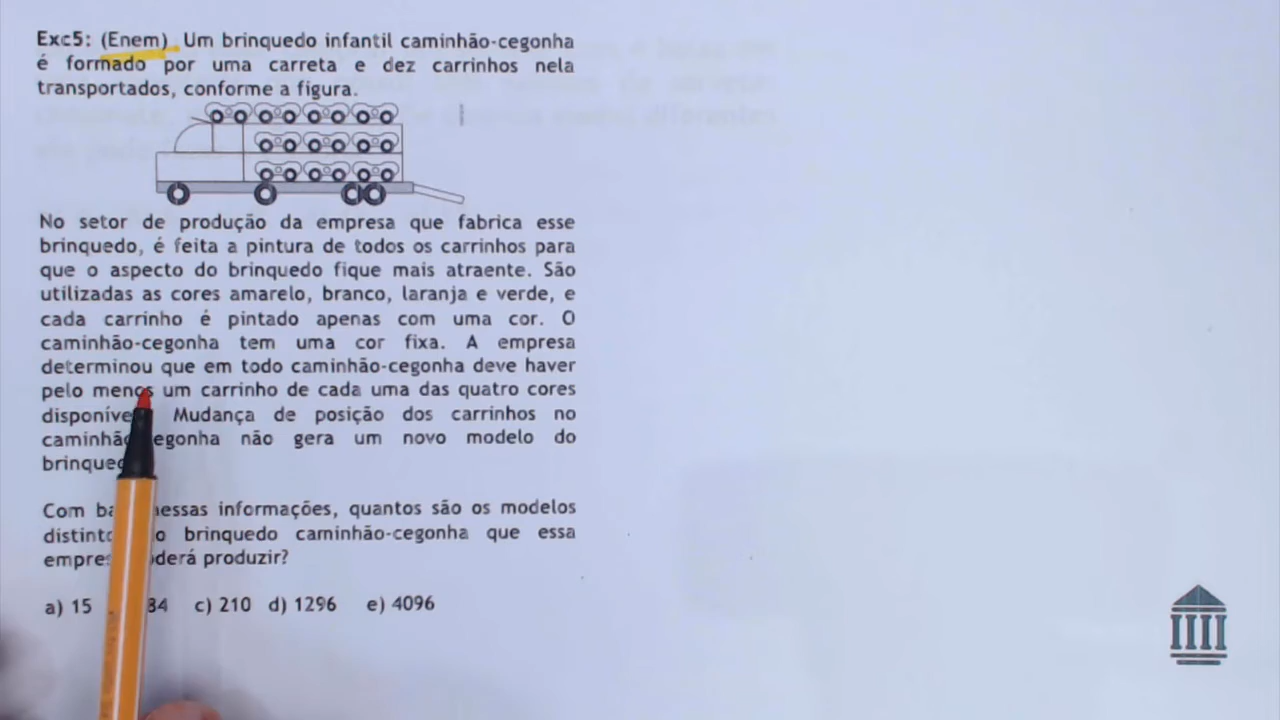 Exc5: (Enem) Um brinquedo infantil caminhão-cegonha
é formado por uma carreta e dez carrinhos nela
transportados, conforme a figura.
No setor de produção da empresa que fabrica esse
brinquedo, é feita a pintura de todos os carrinhos para
que o aspecto do brinquedo fique mais atraente. São
utilizadas as cores amarelo, branco, laranja e verde, e
cada carrinho é pintado apenas com uma cor. O
caminhão-cegonha tem uma cor fixa. A empresa
determinou que em todo caminhão-cegonha deve haver
pelo menos um carrinho de cada uma das quatro cores
Mudança de posição dos carrinhos no
não gera um novo modelo do
Com informações, quantos são os modelos
brinquedo caminhão-cegonha que essa
produzir?
a) 15 84 c) 210 d) 1296 e) 4096